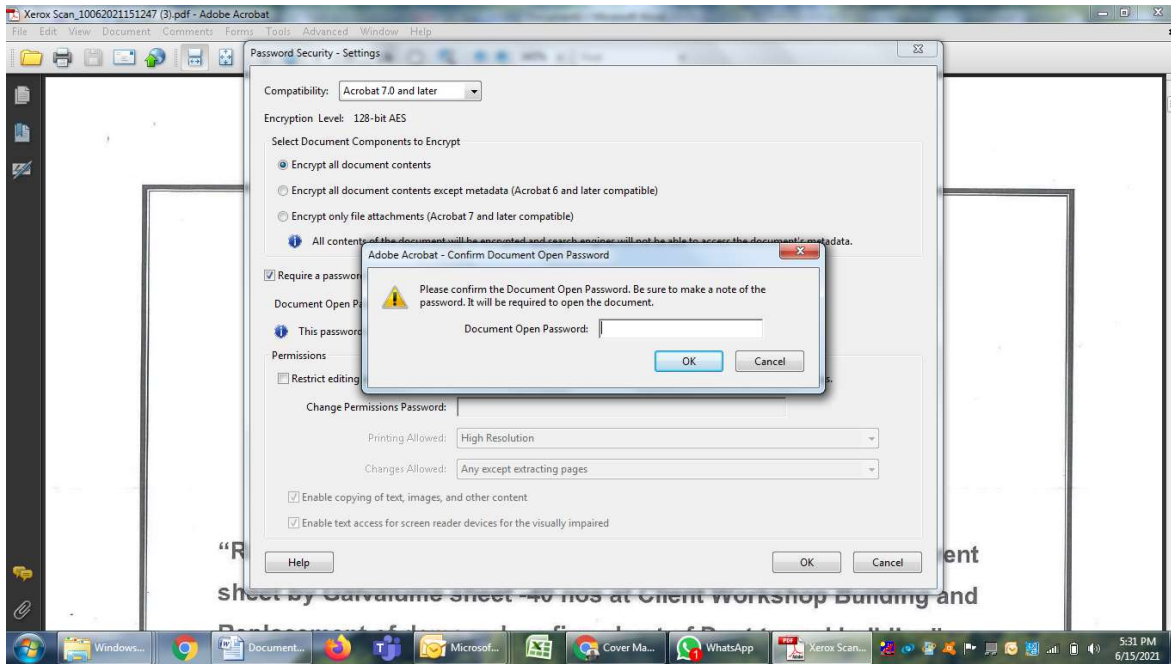 Xerox Scan_10062021151247 (3).pdf - Adobe Acrobat
File Edit View Document Comments Forms Tools Advanced Window Help
Password Security - Settings
Compatibility: Acrobat 7.0 and later
Encryption Level: 128-bit AES
Select Document Components to Encrypt
Encrypt all document contents
Encrypt all document contents except metadata (Acrobat 6 and later compatible)
Encrypt only file attachments (Acrobat 7 and later compatible)
All contents of the document will be encrypted and search engines will not be able to access the document's metadata.
Adobe Acrobat - Confirm Document Open Password
Require a password
Please confirm the Document Open Password. Be sure to make a note of the
password. It will be required to open the document.
Document Open Pa
Document Open Password:
This password
OK Cancel
Permissions
Restrict editing s.
Change Permissions Password:
Printing Allowed: High Resolution
Changes Allowed: Any except extracting pages
Enable copying of text, images, and other content
Enable text access for screen reader devices for the visually impaired
“R ent
Help OK Cancel
sheet by Galvalume sheet -40 nos at Client Workshop Building and
Windows... Document... Microsof... Cover Ma... WhatsApp Xerox Scan... 5:31 PM
6/15/2021